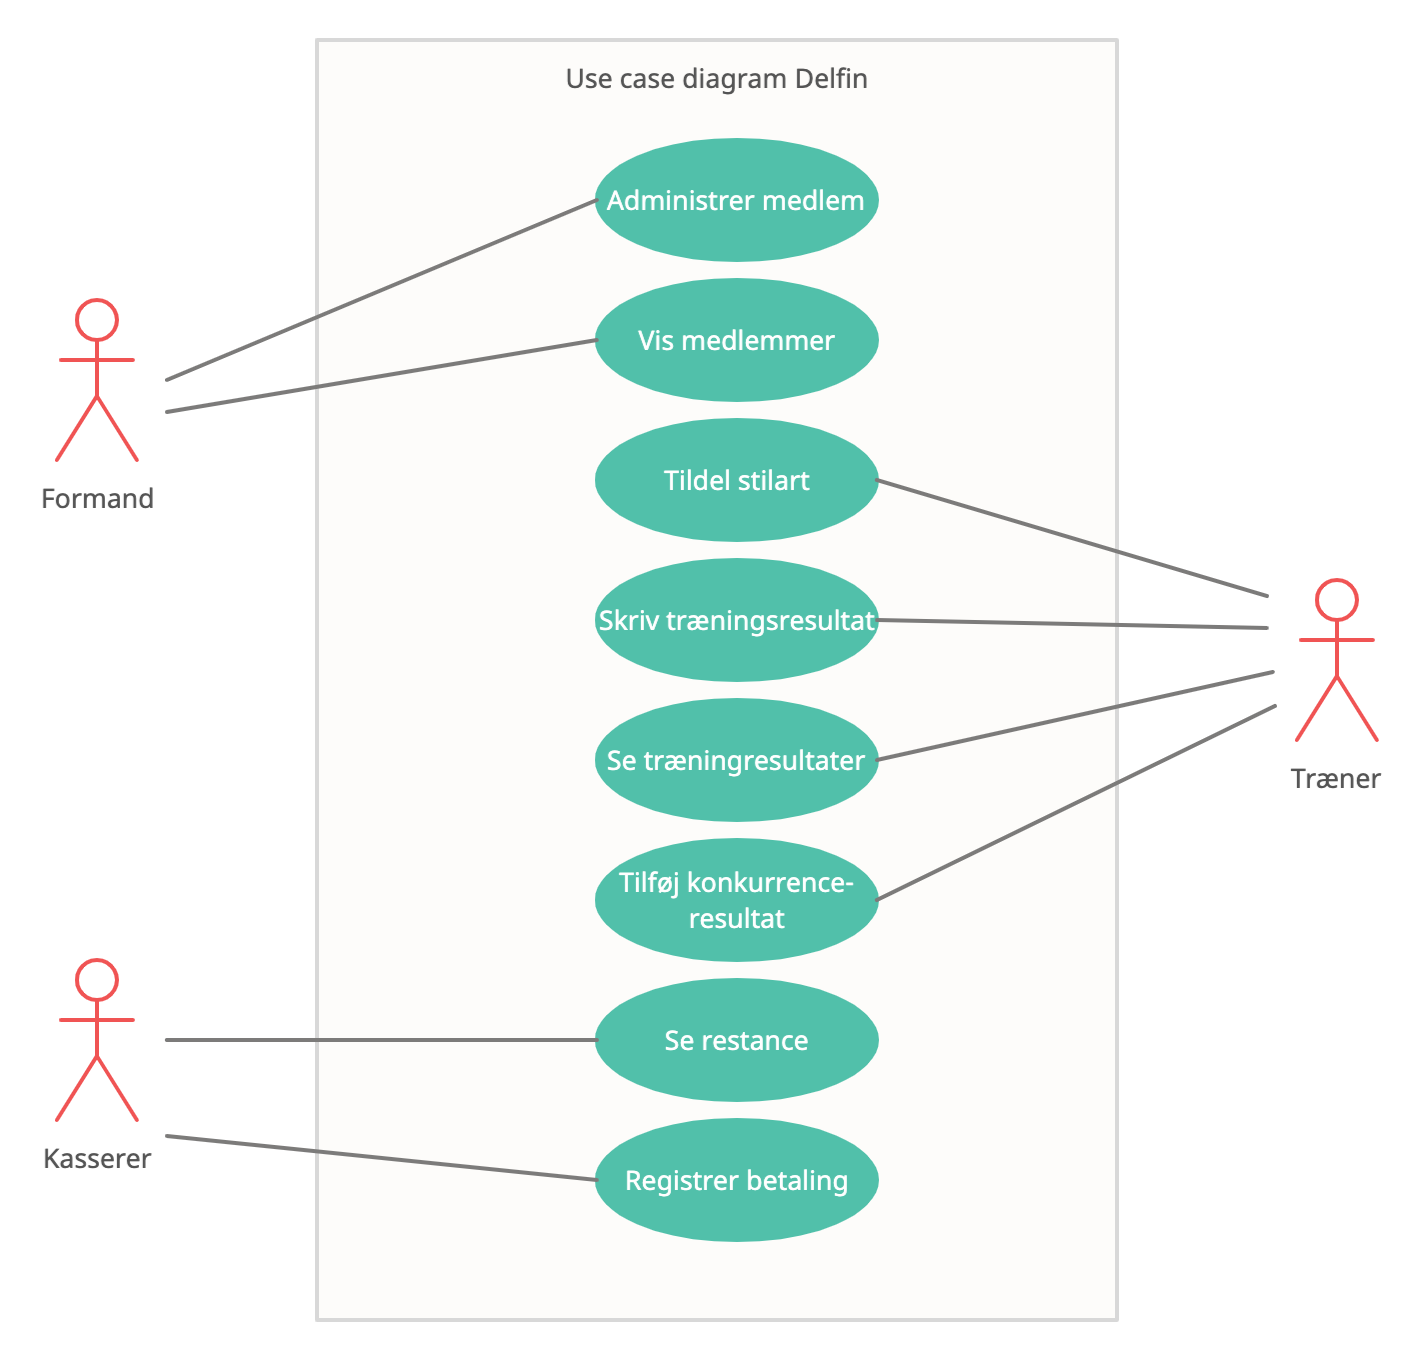 Use case diagram Delfin
Administrer medlem
Vis medlemmer
Formand
Tildel stilart
Skriv træningsresultat
Se træningresultater
Træner
Tilføj konkurrence-
resultat
Se restance
Kasserer
Registrer betaling